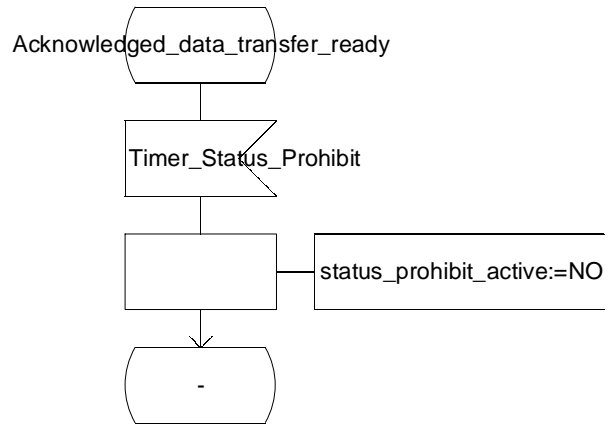 Acknowledged_data_transfer_ready
Timer_Status_Prohibit
status_prohibit_active:=NO
-